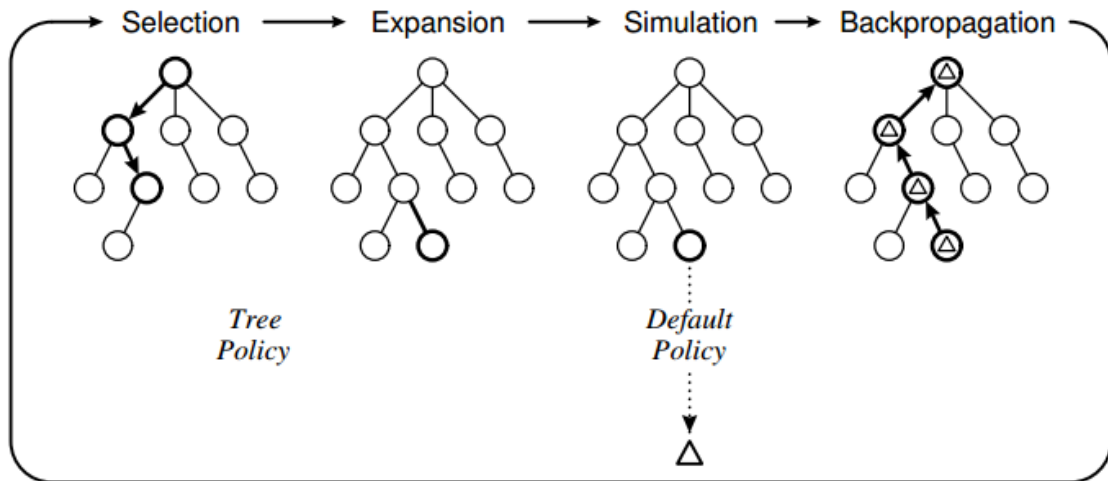 Selection
Expansion
Simulation
Backpropagation
Tree
Policy
Default
Policy